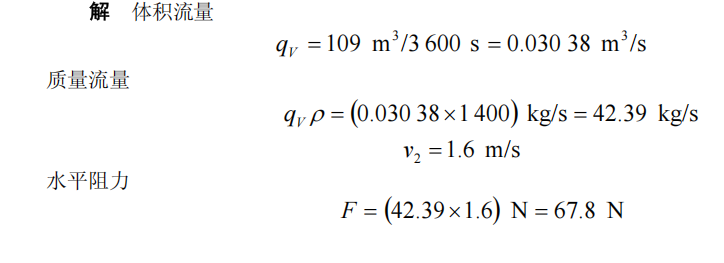 解 体积流量
q_V = 109 m³/3 600 s = 0.030 38 m³/s
质量流量
q_V ρ = (0.030 38×1 400) kg/s = 42.39 kg/s
v₂ = 1.6 m/s
水平阻力
F = (42.39×1.6) N = 67.8 N